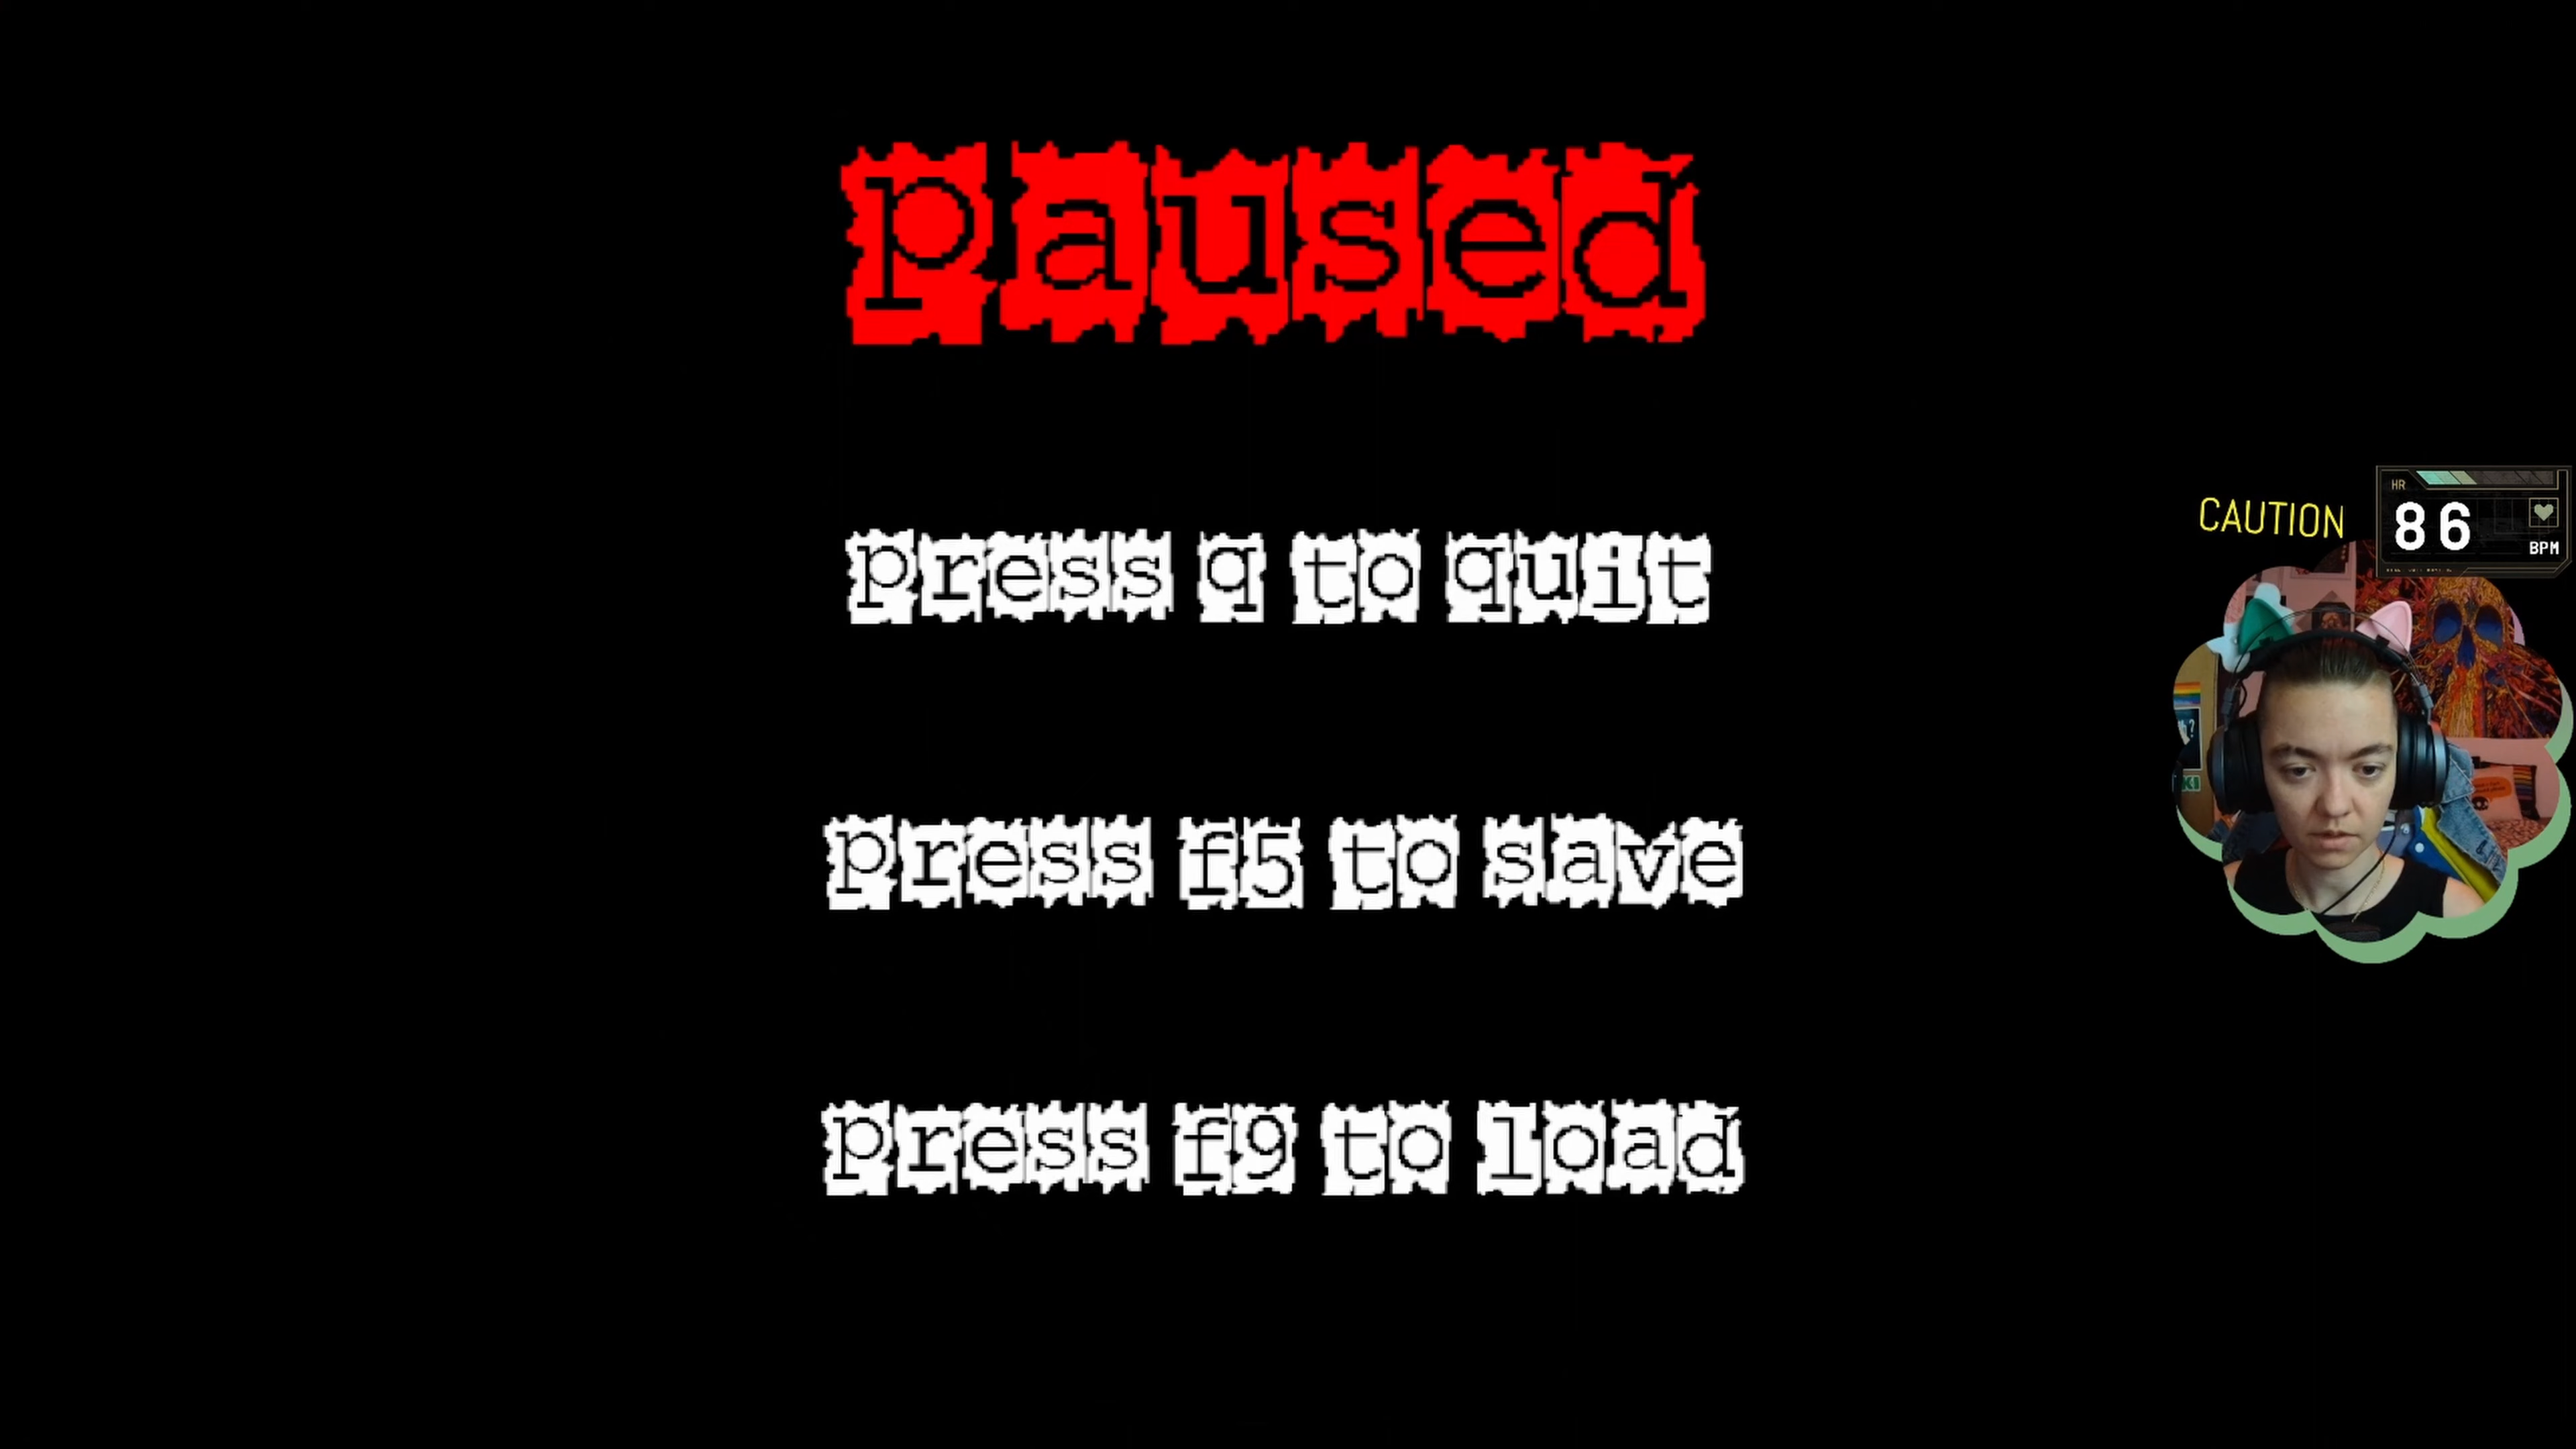 paused
press q to quit
press f5 to save
press f9 to load
CAUTION
HR
86
BPM